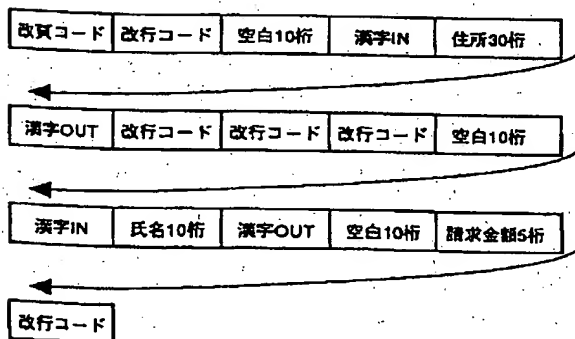 改頁コード 改行コード 空白10桁 漢字IN 住所30桁
漢字OUT 改行コード 改行コード 改行コード 空白10桁
漢字IN 氏名10桁 漢字OUT 空白10桁 請求金額5桁
改行コード